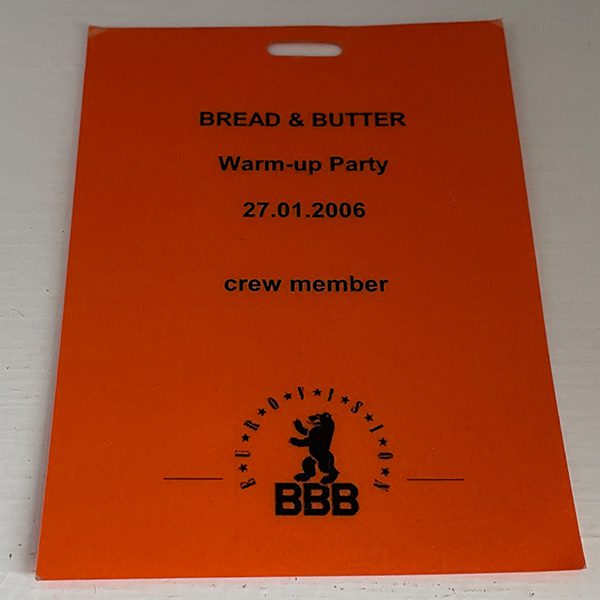 BREAD & BUTTER
Warm-up Party
27.01.2006
crew member
E★U★R★O★V★I★S★I★O★N
BBB